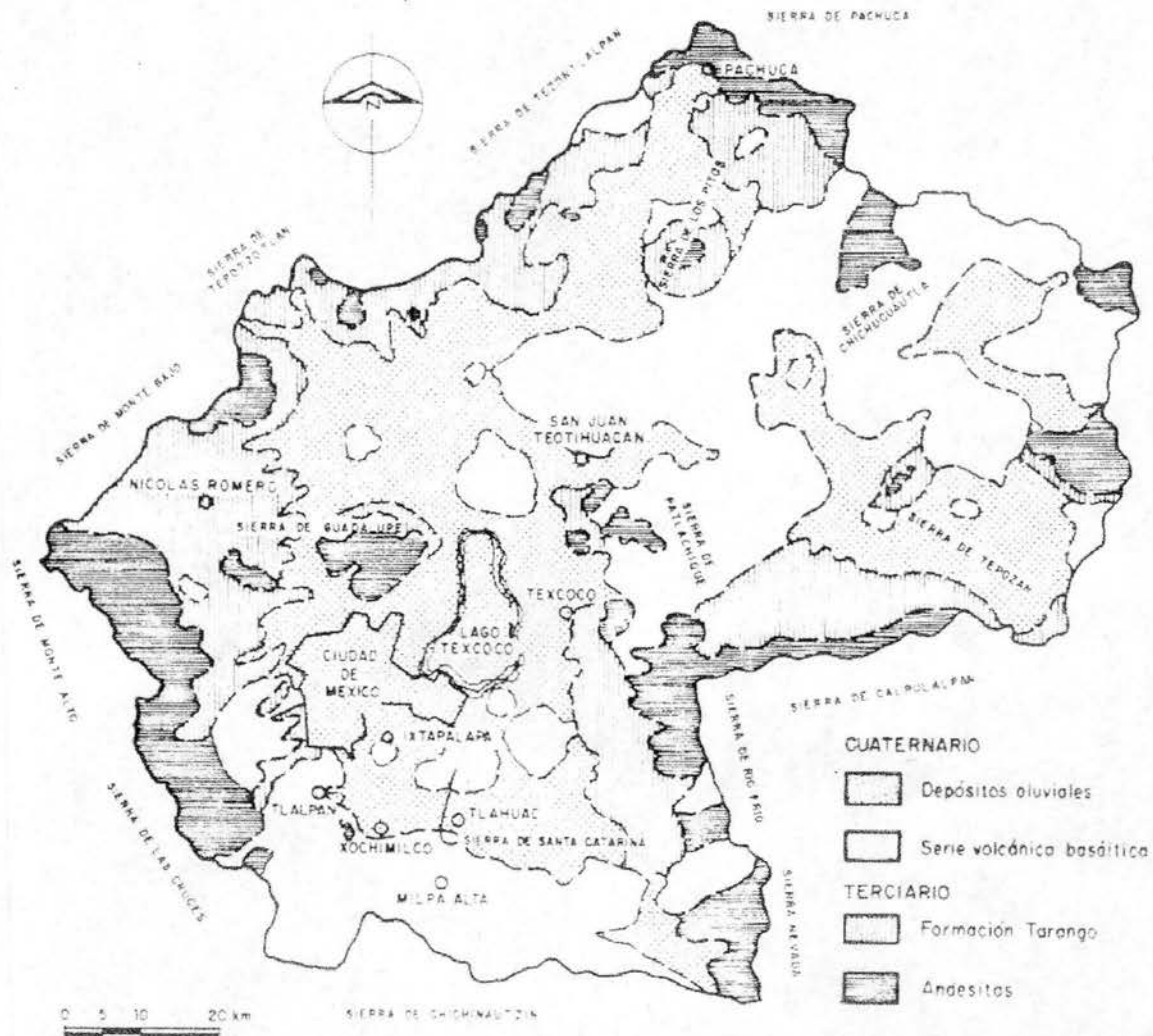 SIERRA DE PACHUCA
PACHUCA
SIERRA DE TEZONTLALPAN
N
SIERRA DE LOS PITOS
SIERRA DE
TEPOTZOTLAN
SIERRA DE
CHICHUCUAUTLA
SIERRA DE MONTE BAJO
SAN JUAN
TEOTIHUACAN
NICOLAS ROMERO
SIERRA DE GUADALUPE
SIERRA DE
PATLACHIQUE
SIERRA DE TEPOZAN
SIERRA DE MONTE ALTO
TEXCOCO
LAGO
TEXCOCO
CIUDAD
DE
MEXICO
SIERRA DE CALPULALPAN
SIERRA DE RIO FRIO
IXTAPALAPA
TLALPAN
TLAHUAC
XOCHIMILCO
SIERRA DE SANTA CATARINA
SIERRA DE LAS CRUCES
MILPA ALTA
SIERRA NEVADA
CUATERNARIO
Depósitos aluviales
Serie volcánica basáltica
TERCIARIO
Formación Tarango
Andesitas
0 5 10 20 km
SIERRA DE CHICHINAUTZIN